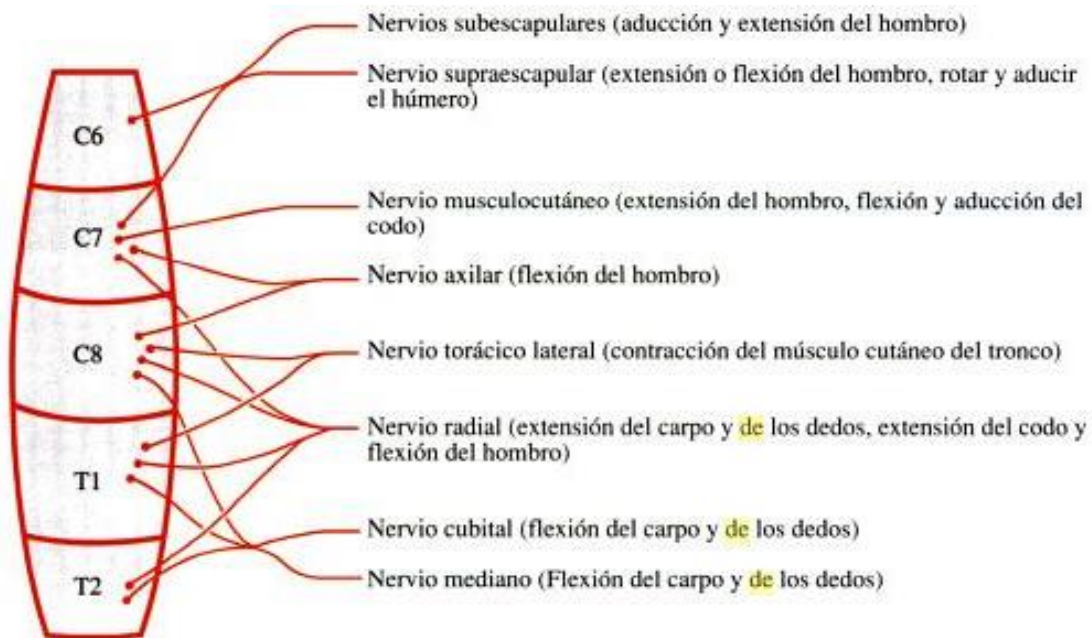 Nervios subescapulares (aducción y extensión del hombro)
Nervio supraescapular (extensión o flexión del hombro, rotar y aducir
el húmero)
C6
Nervio musculocutáneo (extensión del hombro, flexión y aducción del
codo)
C7
Nervio axilar (flexión del hombro)
C8
Nervio torácico lateral (contracción del músculo cutáneo del tronco)
Nervio radial (extensión del carpo y de los dedos, extensión del codo y
flexión del hombro)
T1
Nervio cubital (flexión del carpo y de los dedos)
T2
Nervio mediano (Flexión del carpo y de los dedos)